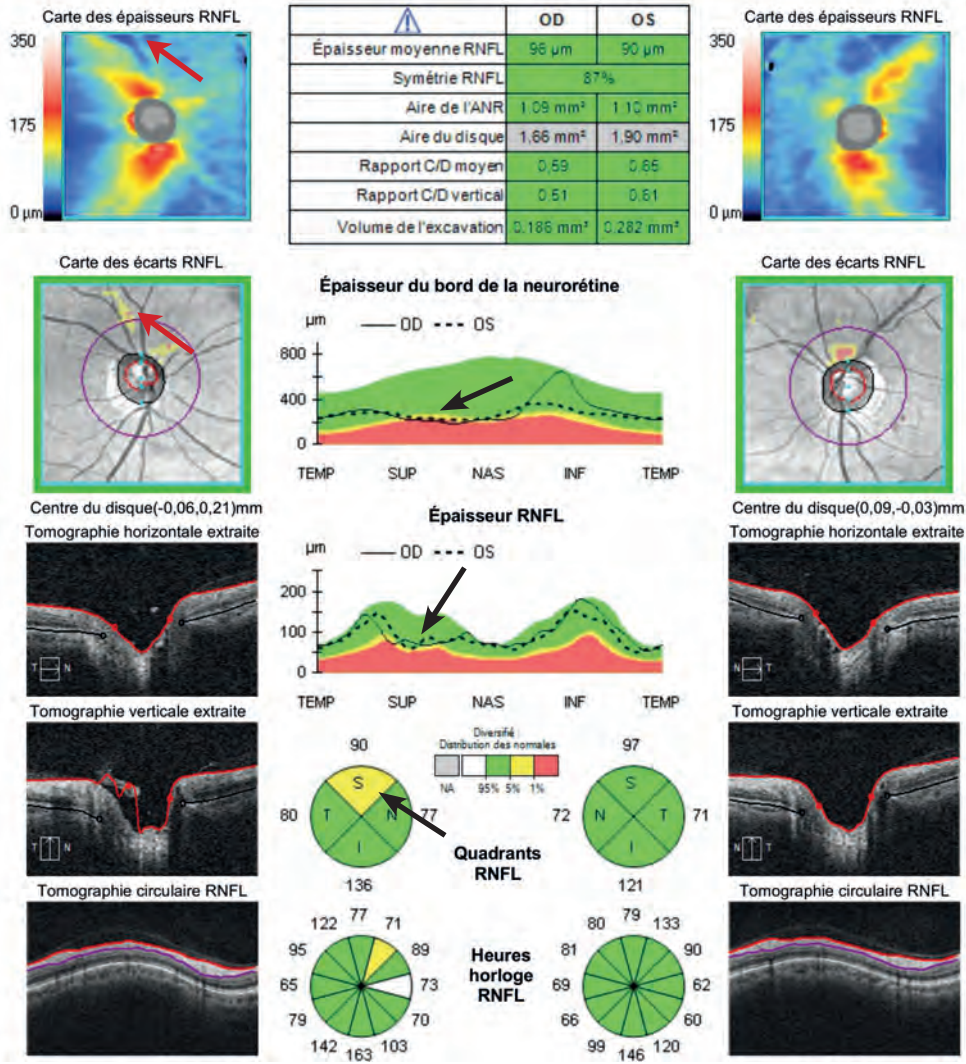 Carte des épaisseurs RNFL
350
175
0 µm
OD OS
Épaisseur moyenne RNFL 96 µm 90 µm
Symétrie RNFL 87%
Aire de l'ANR 1.09 mm² 1.10 mm²
Aire du disque 1,66 mm² 1,90 mm²
Rapport C/D moyen 0,59 0,65
Rapport C/D vertical 0.51 0.61
Volume de l'excavation 0.186 mm³ 0.282 mm³
Carte des épaisseurs RNFL
350
175
0 µm
Carte des écarts RNFL
Centre du disque(-0,06,0,21)mm
Épaisseur du bord de la neurorétine
µm OD OS
800
400
0
TEMP SUP NAS INF TEMP
Carte des écarts RNFL
Centre du disque(0,09,-0,03)mm
Tomographie horizontale extraite
T N
Épaisseur RNFL
µm OD OS
200
100
0
TEMP SUP NAS INF TEMP
Tomographie horizontale extraite
N T
Tomographie verticale extraite
T N
Diversifié :
Distribution des normales
NA 95% 5% 1%
90
S
80 T N 77
I
136
Quadrants
RNFL
97
S
72 N T 71
I
121
Tomographie verticale extraite
N T
Tomographie circulaire RNFL
77
122 71
95 89
65 73
79 70
142 103
163
Heures
horloge
RNFL
79
80 133
81 90
69 62
66 60
99 120
146
Tomographie circulaire RNFL